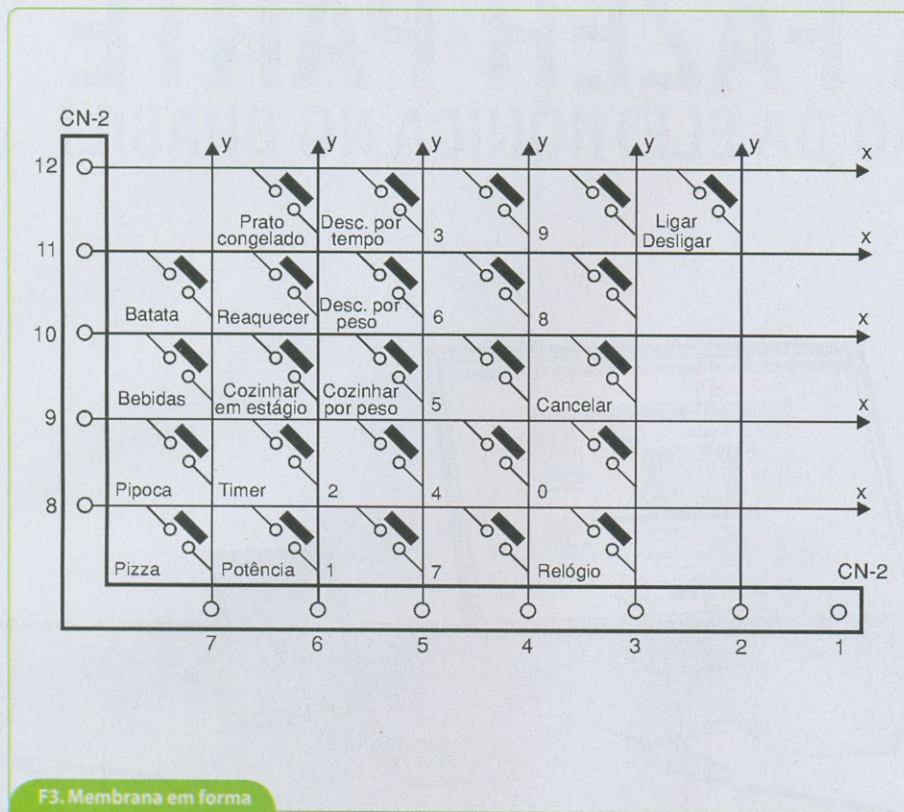 CN-2
12
y
y
y
y
y
y
x
Prato
congelado
Desc. por
tempo
3
9
Ligar
Desligar
11
x
Batata
Reaquecer
Desc. por
peso
6
8
10
x
Bebidas
Cozinhar
em estágio
Cozinhar
por peso
5
Cancelar
9
x
Pipoca
Timer
2
4
0
8
x
Pizza
Potência
1
7
Relógio
CN-2
7
6
5
4
3
2
1
F3. Membrana em forma